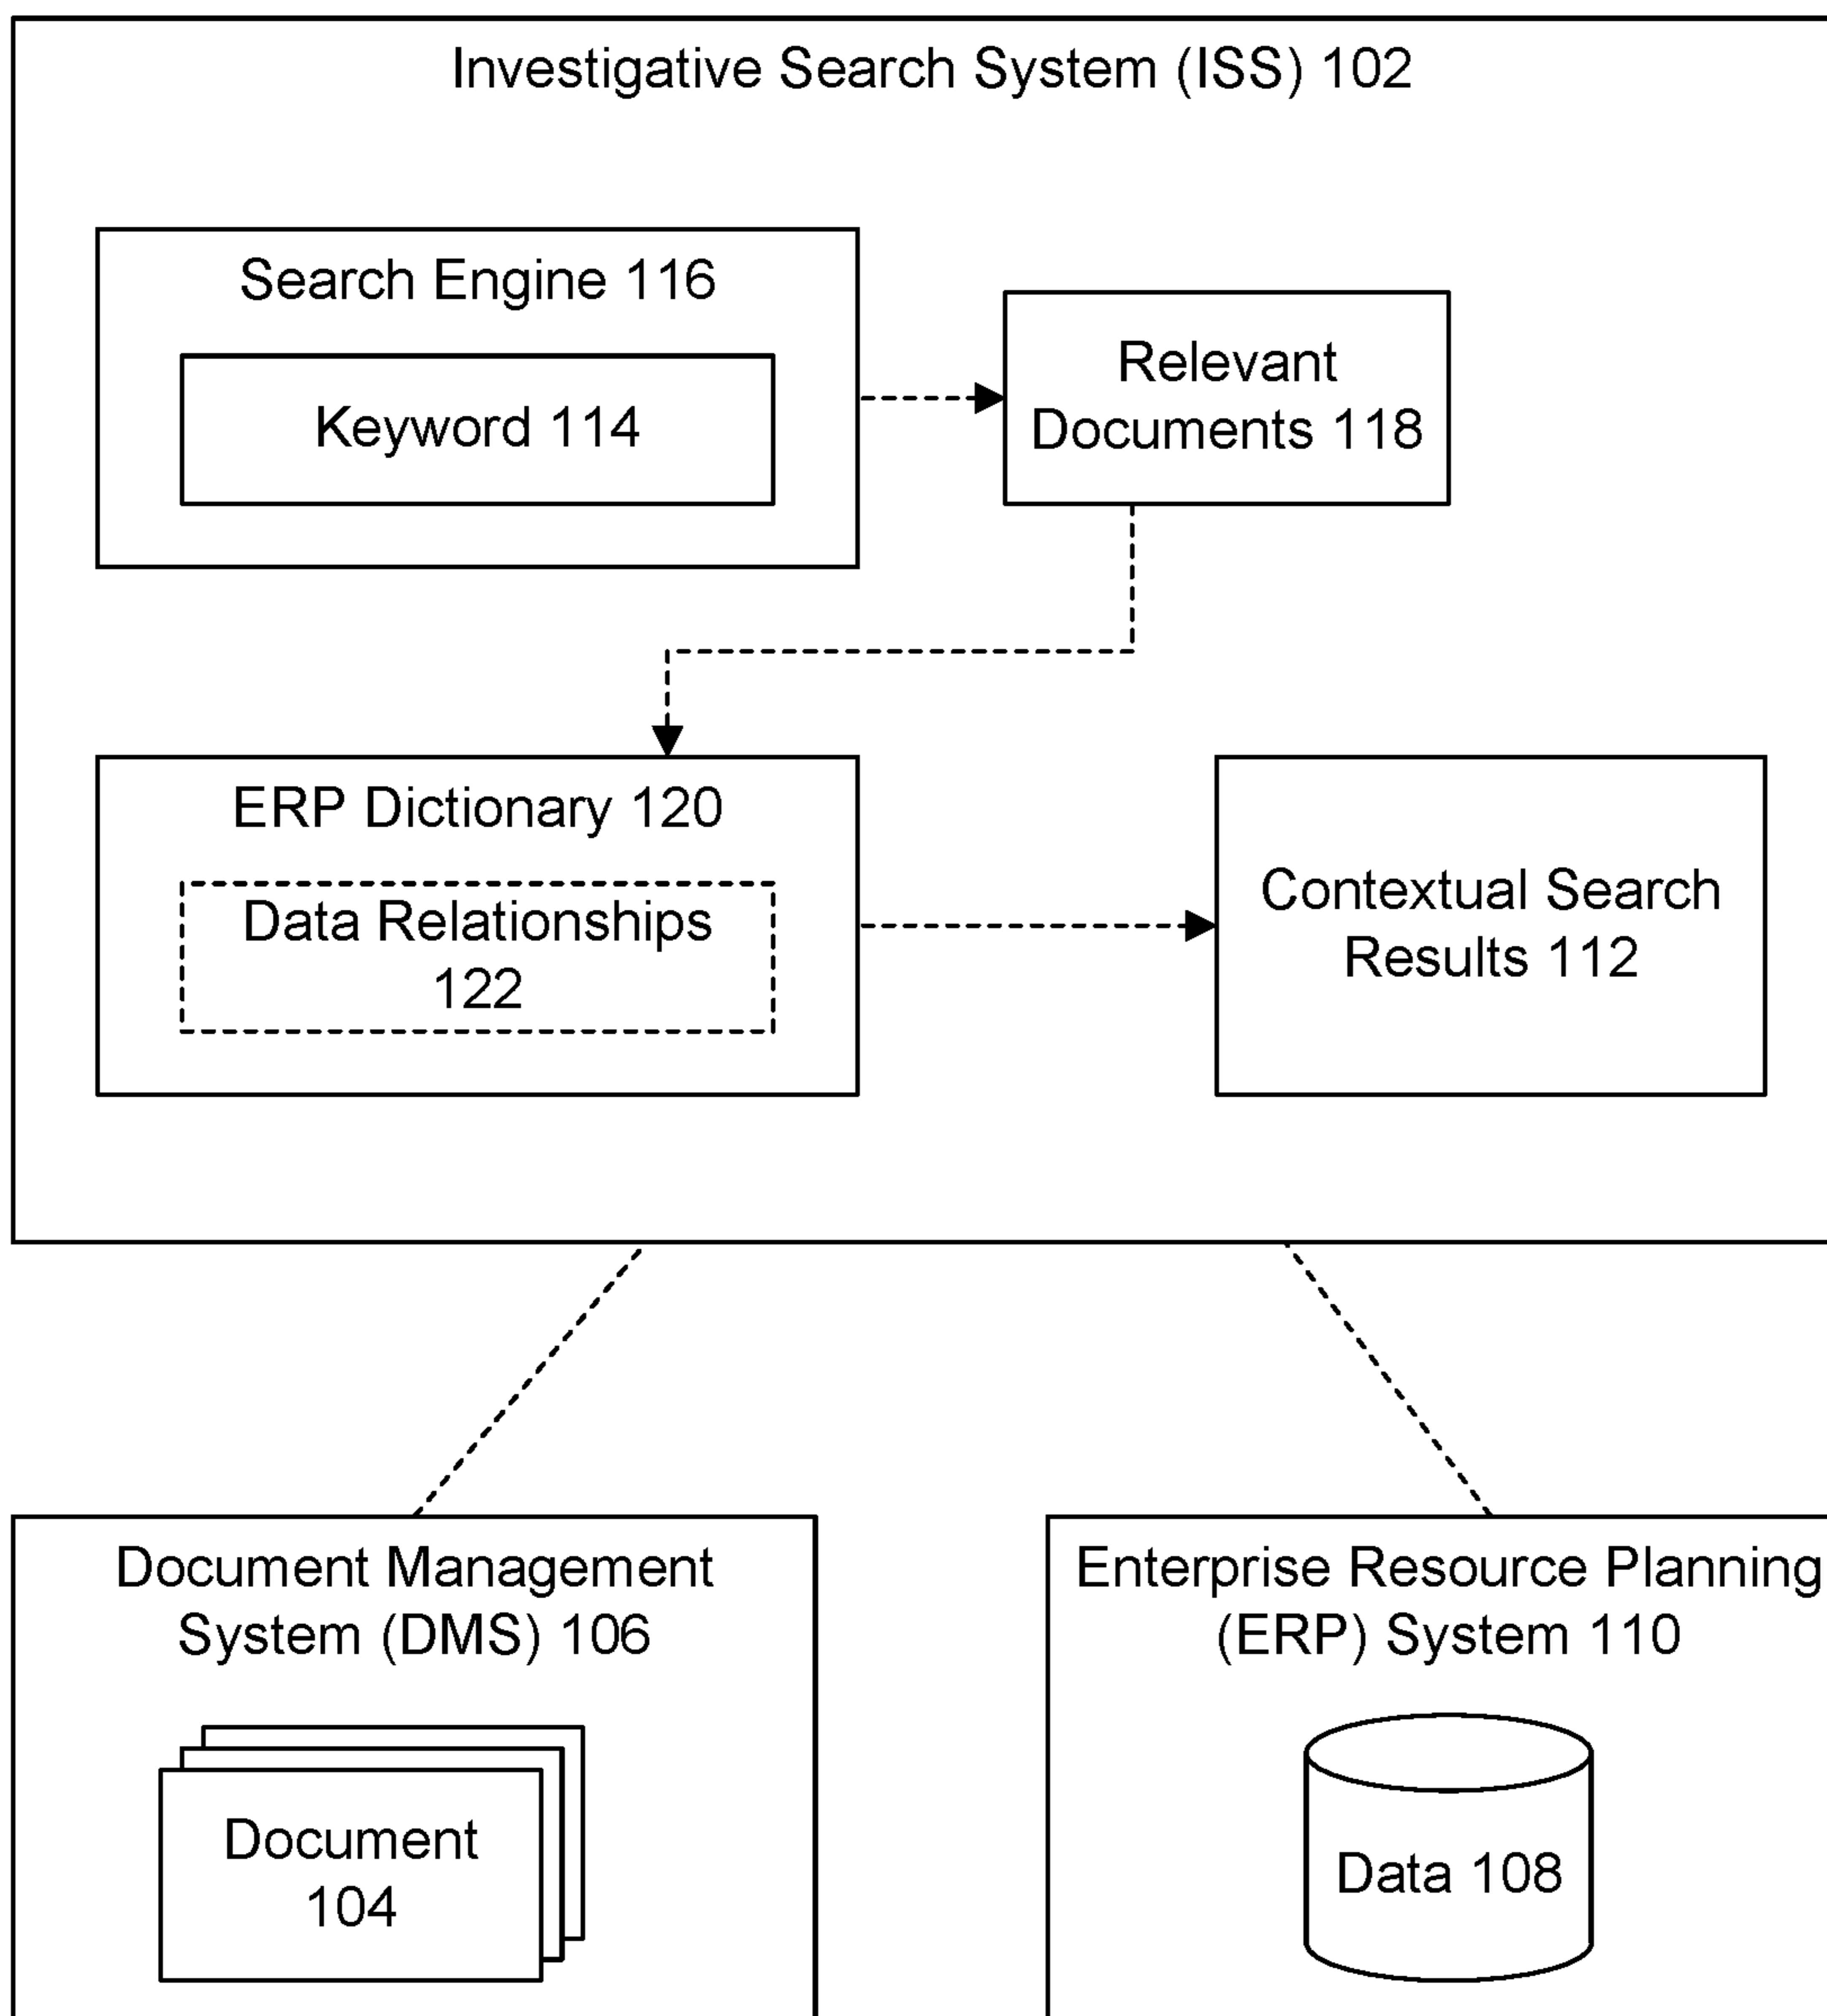 Investigative Search System (ISS) 102
Search Engine 116
Keyword 114
Relevant
Documents 118
ERP Dictionary 120
Data Relationships
122
Contextual Search
Results 112
Document Management
System (DMS) 106
Document
104
Enterprise Resource Planning
(ERP) System 110
Data 108